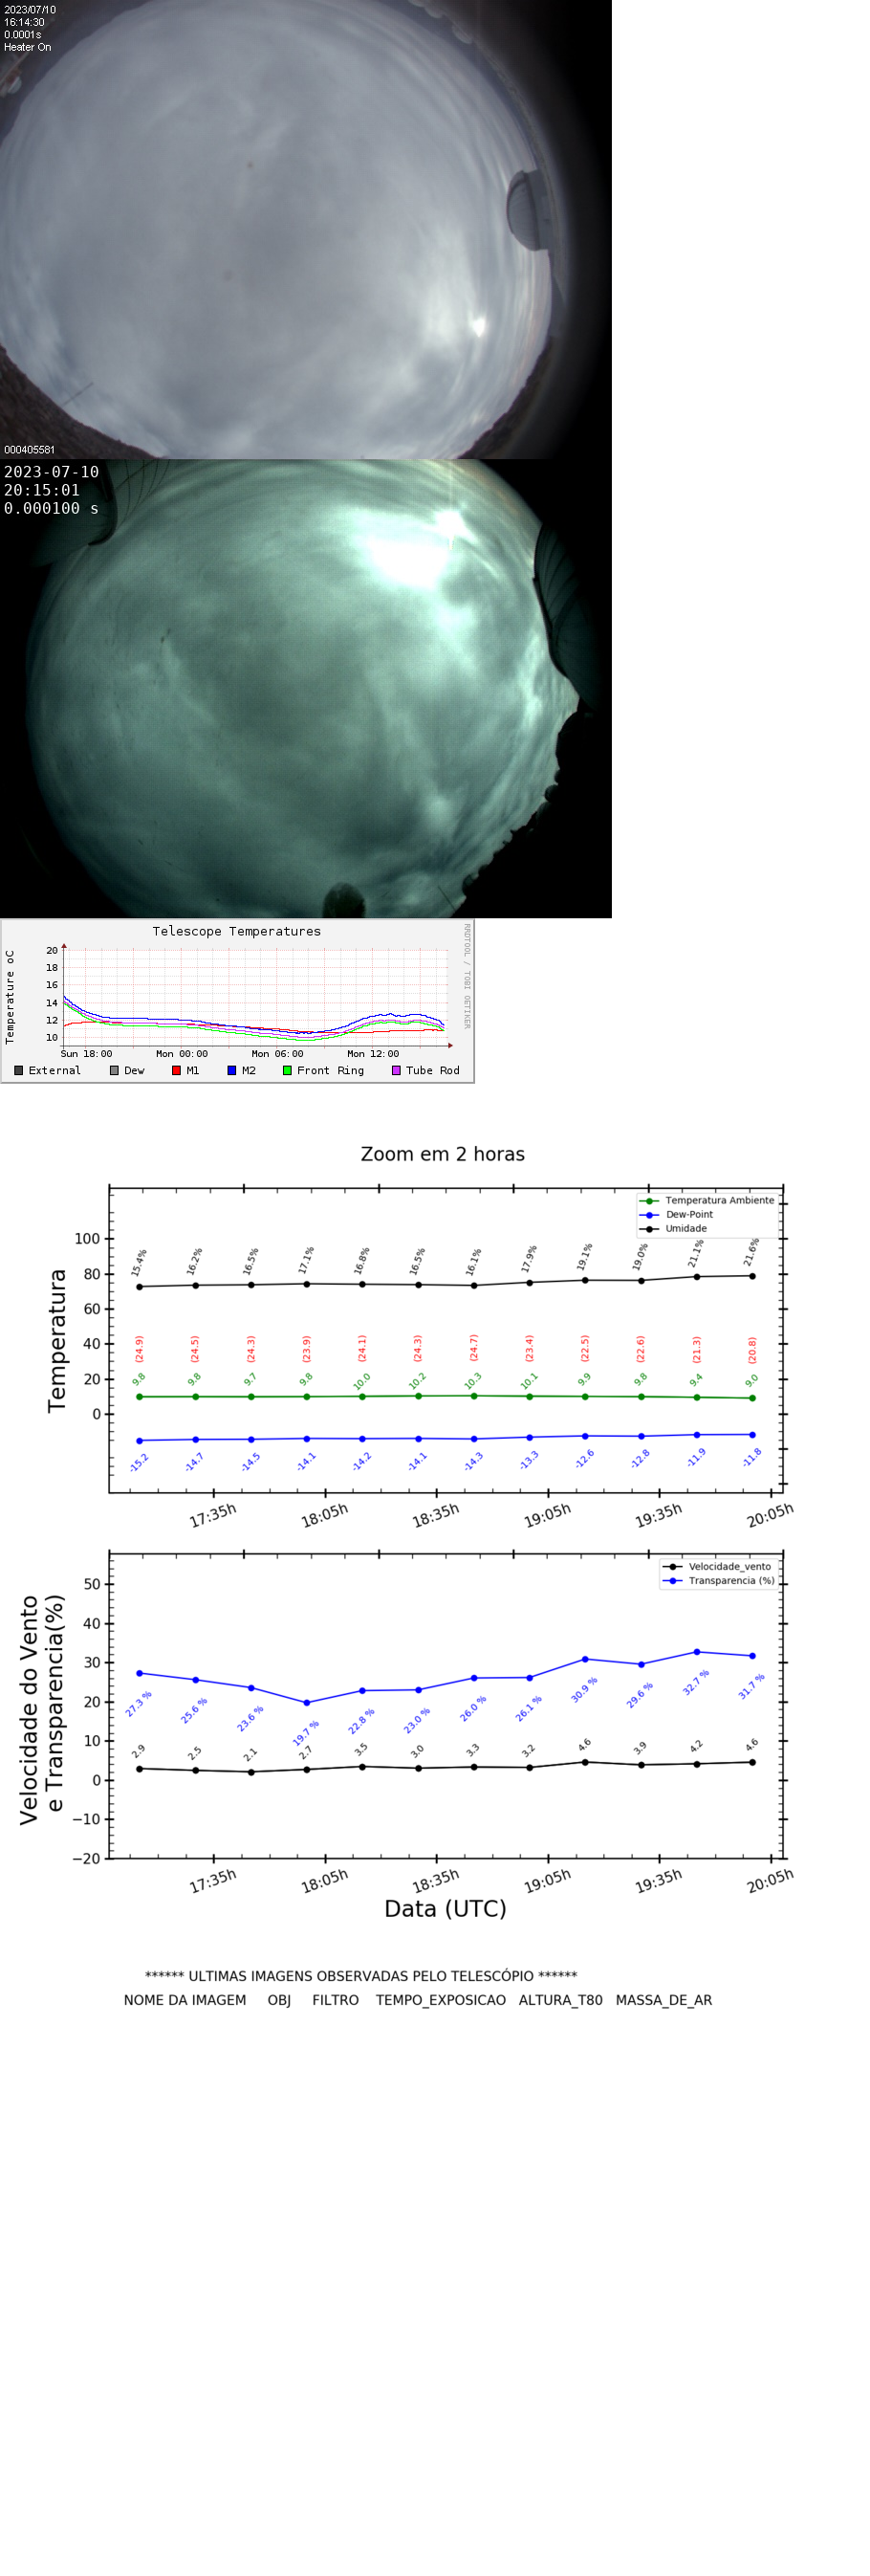 2023/07/10
16:14:30
0.0001s
Heater On
000405581
2023-07-10
20:15:01
0.000100 s
Telescope Temperatures
RRDTOOL / TOBI OETIKER
Temperature oC
20
18
16
14
12
10
Sun 18:00 Mon 00:00 Mon 06:00 Mon 12:00
External Dew M1 M2 Front Ring Tube Rod
Zoom em 2 horas
Temperatura Ambiente
Dew-Point
Umidade
Temperatura
100
80
60
40
20
0
15.4% 16.2% 16.5% 17.1% 16.8% 16.5% 16.1% 17.9% 19.1% 19.0% 21.1% 21.6%
(24.9) (24.5) (24.3) (23.9) (24.1) (24.3) (24.7) (23.4) (22.5) (22.6) (21.3) (20.8)
9.8 9.8 9.7 9.8 10.0 10.2 10.3 10.1 9.9 9.8 9.4 9.0
-15.2 -14.7 -14.5 -14.1 -14.2 -14.1 -14.3 -13.3 -12.6 -12.8 -11.9 -11.8
17:35h 18:05h 18:35h 19:05h 19:35h 20:05h
Velocidade_vento
Transparencia (%)
Velocidade do Vento
e Transparencia(%)
50
40
30
20
10
0
−10
−20
27.3 % 25.6 % 23.6 % 19.7 % 22.8 % 23.0 % 26.0 % 26.1 % 30.9 % 29.6 % 32.7 % 31.7 %
2.9 2.5 2.1 2.7 3.5 3.0 3.3 3.2 4.6 3.9 4.2 4.6
17:35h 18:05h 18:35h 19:05h 19:35h 20:05h
Data (UTC)
****** ULTIMAS IMAGENS OBSERVADAS PELO TELESCÓPIO ******
NOME DA IMAGEM OBJ FILTRO TEMPO_EXPOSICAO ALTURA_T80 MASSA_DE_AR